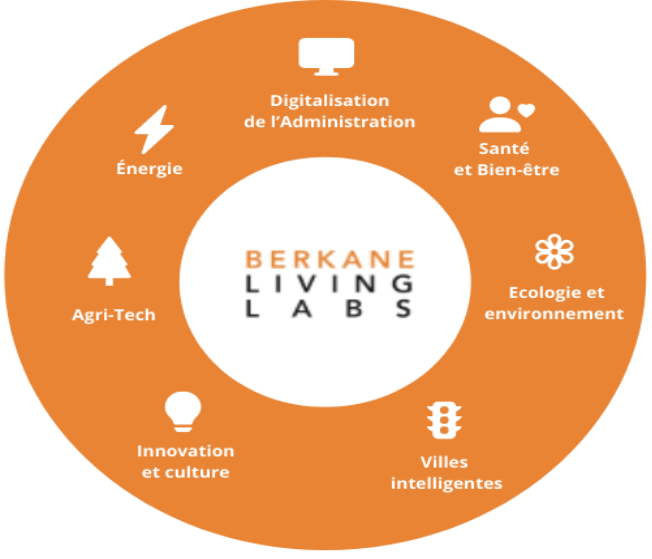 Digitalisation
de l'Administration
Santé
et Bien-être
Ecologie et
environnement
Villes
intelligentes
Innovation
et culture
Agri-Tech
Énergie
BERKANE
LIVING
LABS